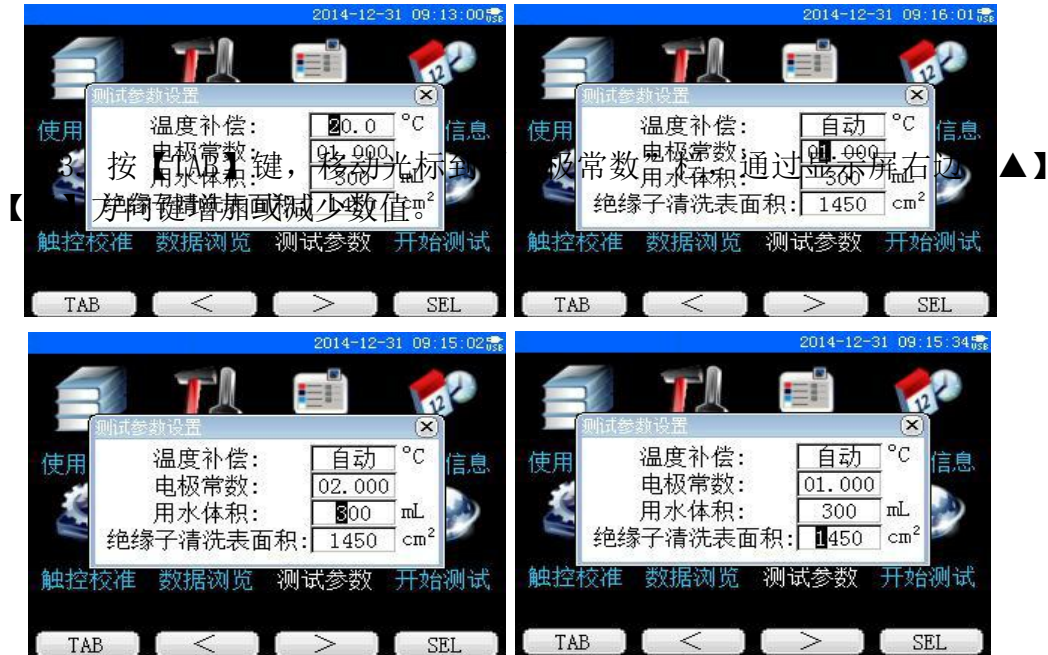 2014-12-31 09:13:00 USB
使用 信息
测试参数设置
温度补偿: 20.0 °C
电极常数: 01.000
用水体积: 300 mL
绝缘子清洗表面积: 1450 cm²
触控校准 数据浏览 测试参数 开始测试
TAB < > SEL
2014-12-31 09:16:01 USB
使用 信息
测试参数设置
温度补偿: 自动 °C
电极常数: 01.000
用水体积: 300 mL
绝缘子清洗表面积: 1450 cm²
触控校准 数据浏览 测试参数 开始测试
TAB < > SEL
3 按【TAB】键，移动光标到 极常数”栏，通过显示屏右边 ▲】
【 】方向键增加或减少数值。
2014-12-31 09:15:02 USB
使用 信息
测试参数设置
温度补偿: 自动 °C
电极常数: 02.000
用水体积: 300 mL
绝缘子清洗表面积: 1450 cm²
触控校准 数据浏览 测试参数 开始测试
TAB < > SEL
2014-12-31 09:15:34 USB
使用 信息
测试参数设置
温度补偿: 自动 °C
电极常数: 01.000
用水体积: 300 mL
绝缘子清洗表面积: 1450 cm²
触控校准 数据浏览 测试参数 开始测试
TAB < > SEL